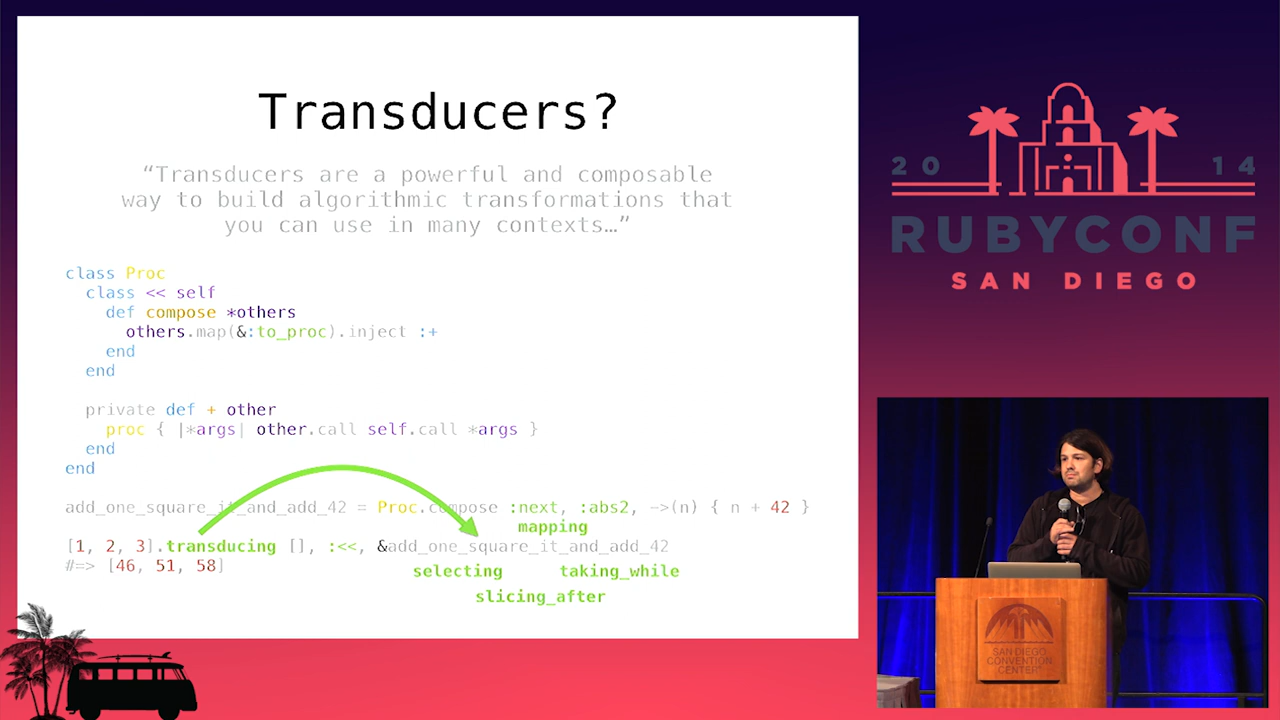 Transducers?
“Transducers are a powerful and composable
way to build algorithmic transformations that
you can use in many contexts…”
class Proc
class << self
def compose *others
others.map(&:to_proc).inject :+
end
end
private def + other
proc { |*args| other.call self.call *args }
end
end
add_one_square_it_and_add_42 = Proc.compose :next, :abs2, ->(n) { n + 42 }
mapping
[1, 2, 3].transducing [], :<<, &add_one_square_it_and_add_42
#=> [46, 51, 58]
selecting taking_while
slicing_after
20 14
RUBYCONF
SAN DIEGO
SAN DIEGO
CONVENTION
CENTER